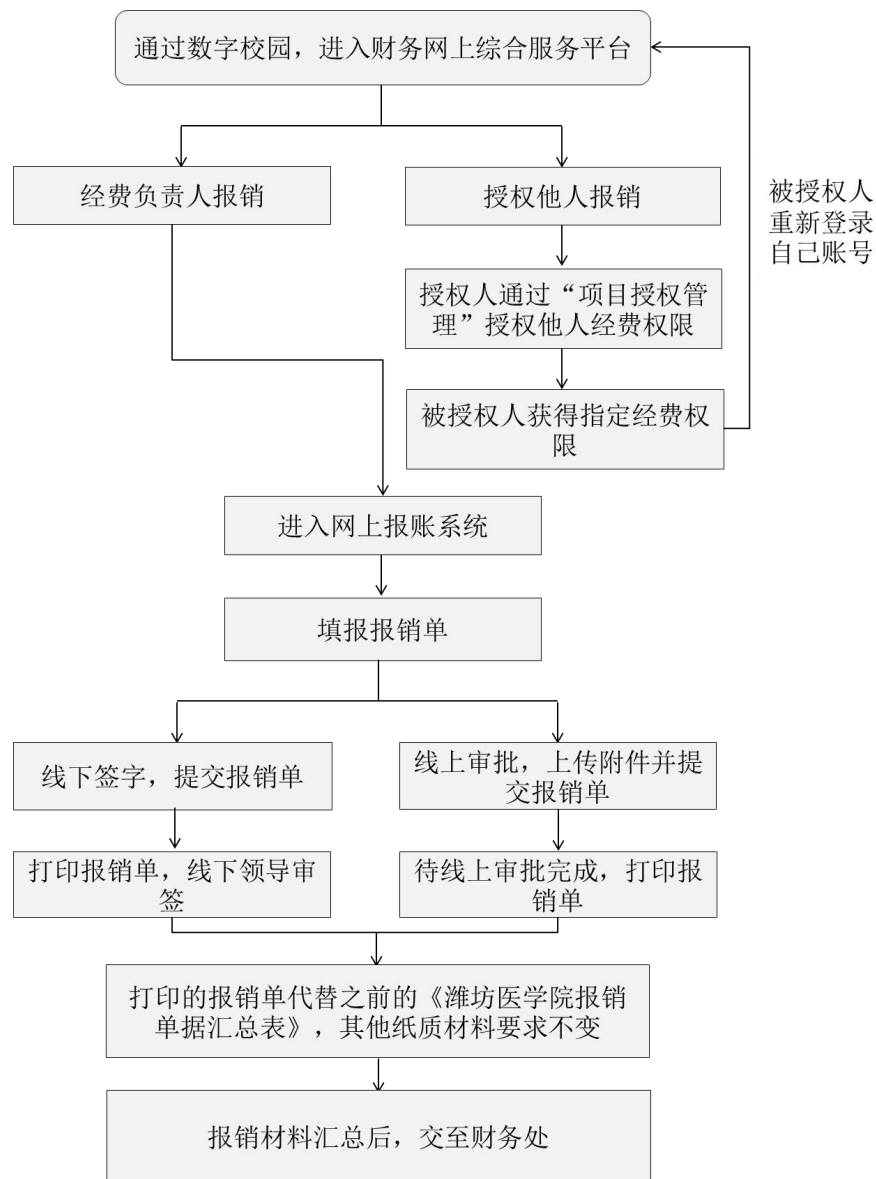 通过数字校园，进入财务网上综合服务平台
经费负责人报销
授权他人报销
被授权人
重新登录
自己账号
授权人通过“项目授权管
理”授权他人经费权限
被授权人获得指定经费权
限
进入网上报账系统
填报报销单
线下签字，提交报销单
线上审批，上传附件并提
交报销单
打印报销单，线下领导审
签
待线上审批完成，打印报
销单
打印的报销单代替之前的《潍坊医学院报销
单据汇总表》，其他纸质材料要求不变
报销材料汇总后，交至财务处